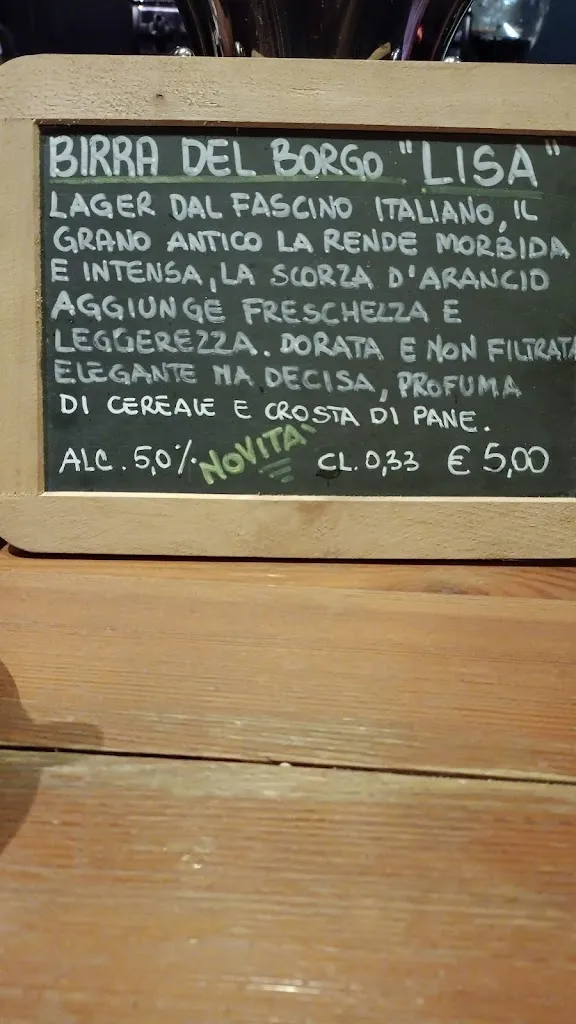 BIRRA DEL BORGO "LISA"
LAGER DAL FASCINO ITALIANO, IL
GRANO ANTICO LA RENDE MORBIDA
E INTENSA, LA SCORZA D'ARANCIO
AGGIUNGE FRESCHEZZA E
LEGGEREZZA. DORATA E NON FILTRATA
ELEGANTE MA DECISA, PROFUMA
DI CEREALE E CROSTA DI PANE.
ALC. 5,0% NOVITA' CL. 0,33 € 5,00